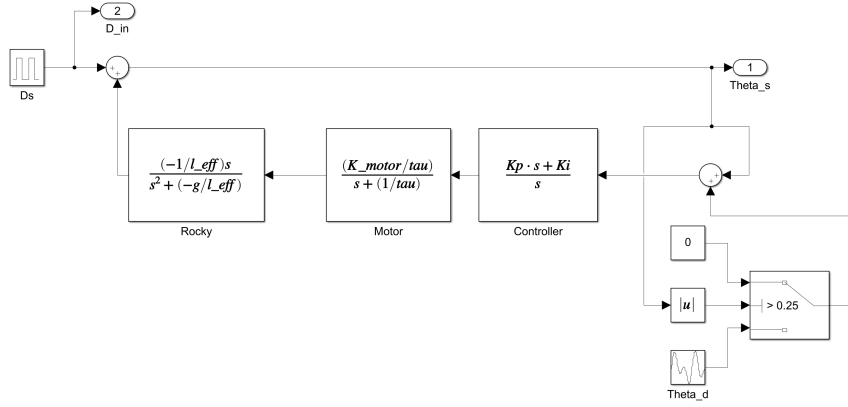 2
D_in
Ds
+
+
1
Theta_s
(-1/l_eff)s
s² + (-g/l_eff)
Rocky
(K_motor/tau)
s + (1/tau)
Motor
Kp · s + Ki
s
Controller
+
+
0
|u|
> 0.25
Theta_d